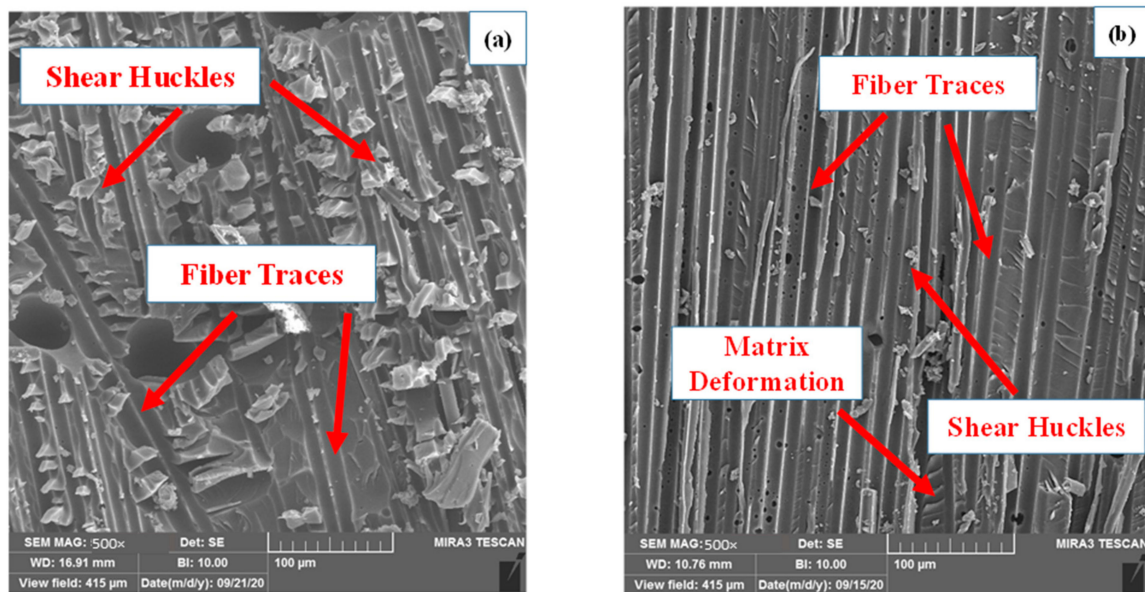 (a)
Shear Huckles
Fiber Traces
SEM MAG: 500x Det: SE MIRA3 TESCAN
WD: 16.91 mm BI: 10.00 100 µm
View field: 415 µm Date(m/d/y): 09/21/20
(b)
Fiber Traces
Matrix
Deformation
Shear Huckles
SEM MAG: 500x Det: SE MIRA3 TESCAN
WD: 10.76 mm BI: 10.00 100 µm
View field: 415 µm Date(m/d/y): 09/15/20